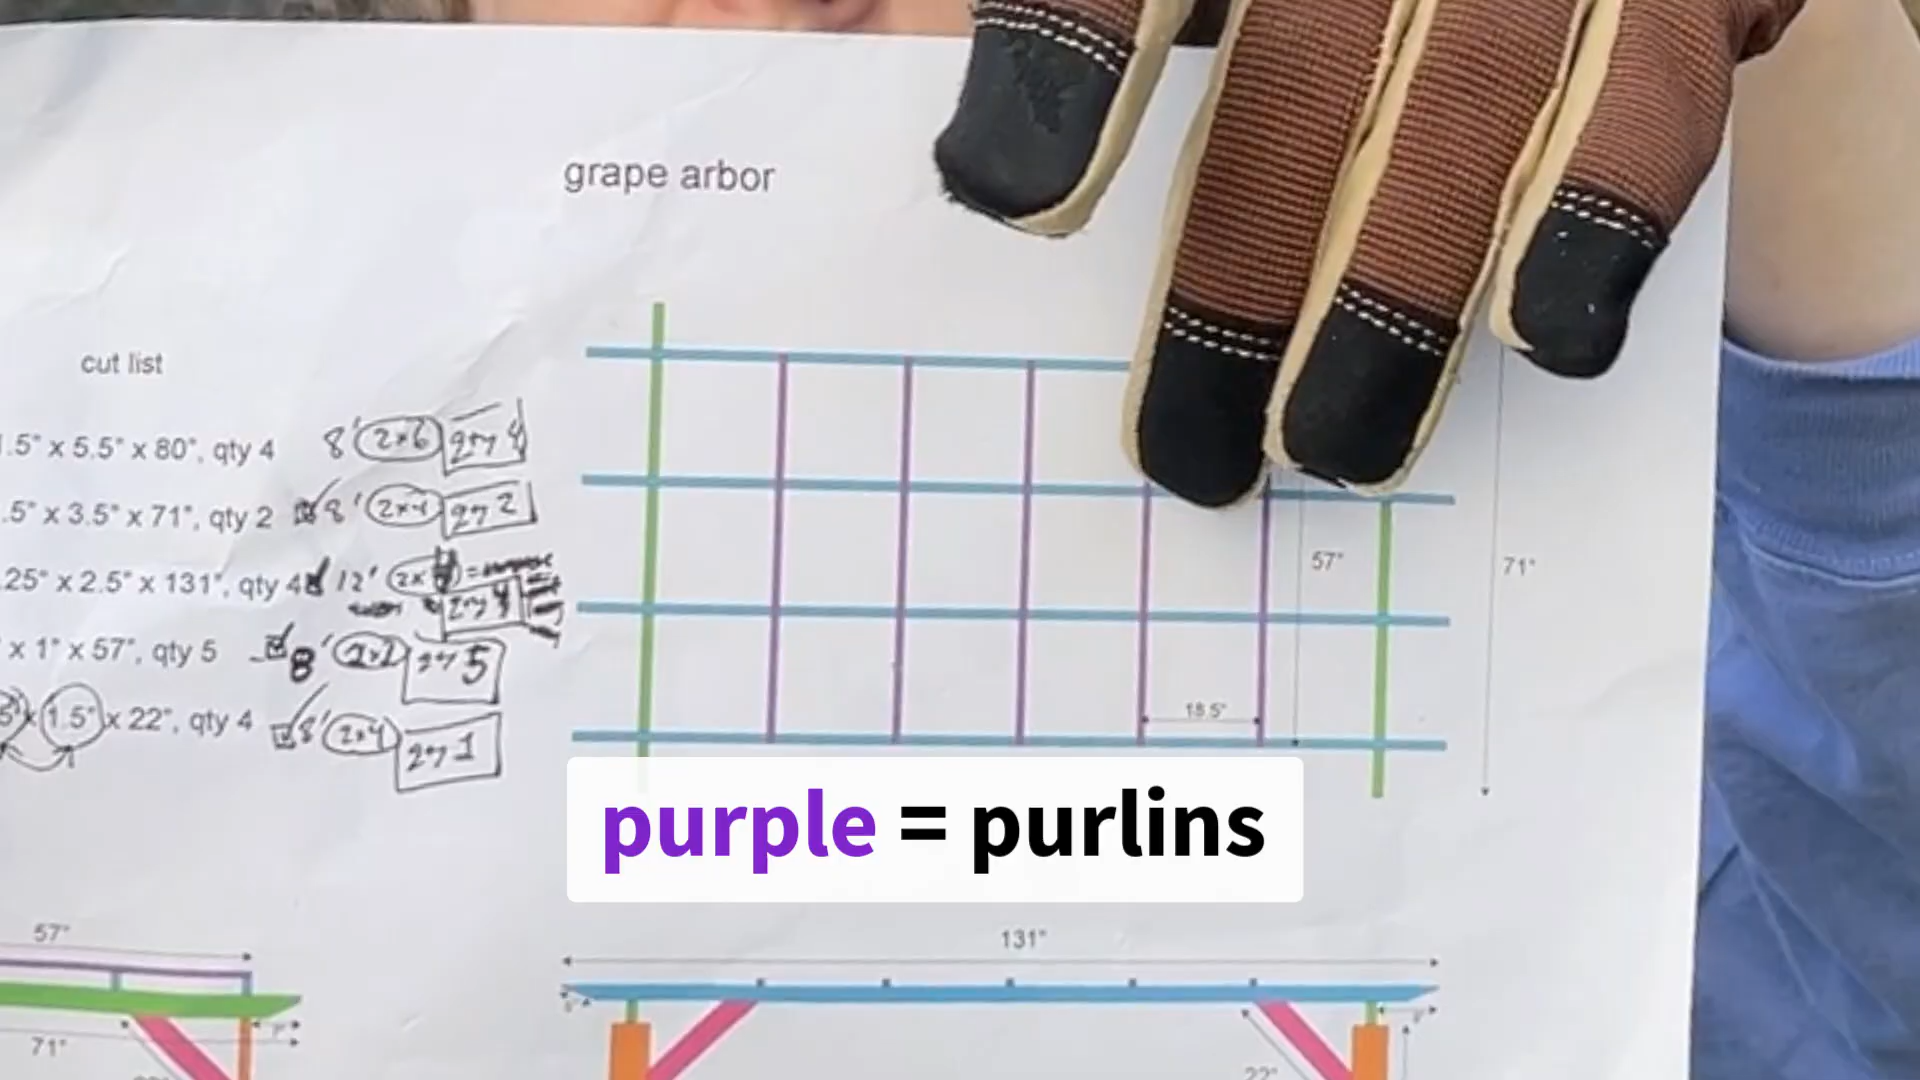 grape arbor
cut list
.5" x 5.5" x 80", qty 4 8' 2x6 qty 4
.5" x 3.5" x 71", qty 2 8' 2x4 qty 2
.25" x 2.5" x 131", qty 4 12' 2x qty 4
x 1" x 57", qty 5 8' 2x2 qty 5
1.5" x 22", qty 4 8' 2x4 qty 1
57"
71"
18.5"
purple = purlins
57"
71"
131"
22"